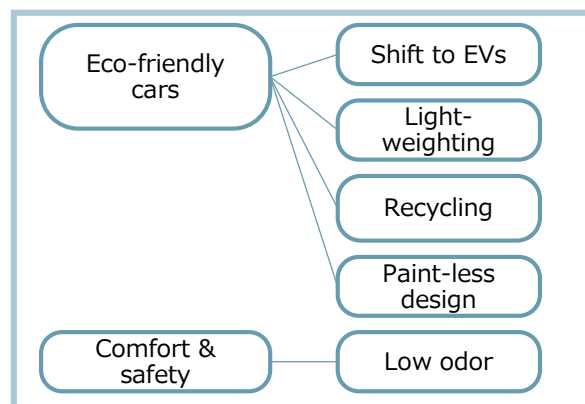 Eco-friendly
cars
Shift to EVs
Light-
weighting
Recycling
Paint-less
design
Comfort &
safety
Low odor